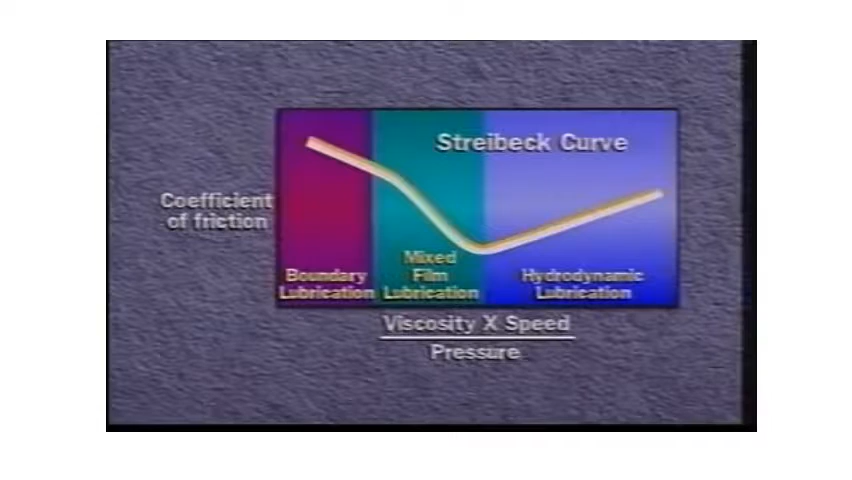 Streibeck Curve
Coefficient
of friction
Boundary
Lubrication
Mixed
Film
Lubrication
Hydrodynamic
Lubrication
Viscosity X Speed
Pressure